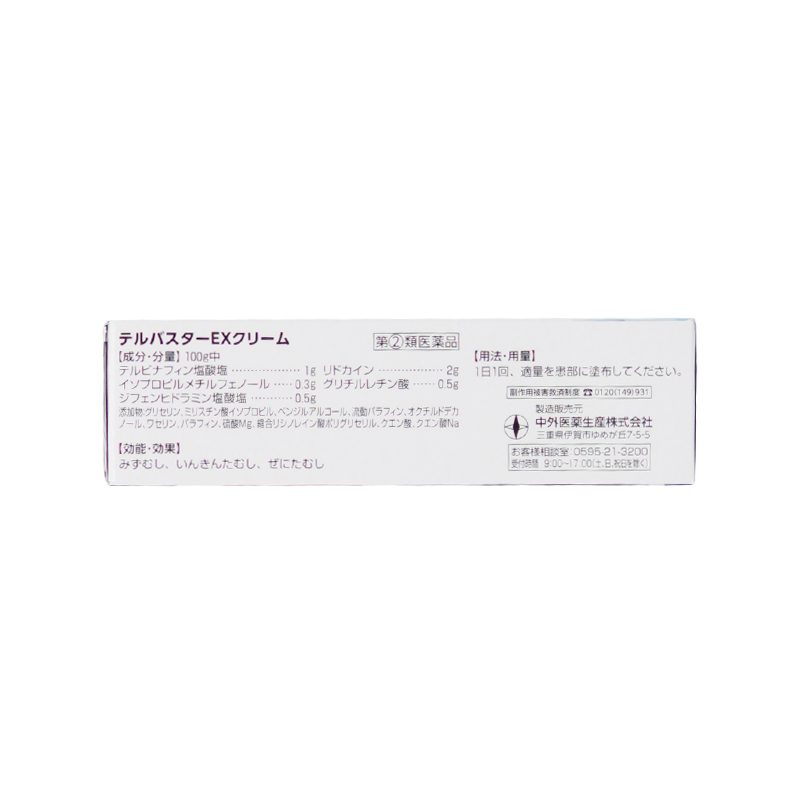 テルバスターEXクリーム
指定②類医薬品
【成分・分量】100g中
テルビナフィン塩酸塩 ……………… 1g リドカイン ……………… 2g
イソプロピルメチルフェノール …… 0.3g グリチルレチン酸 …… 0.5g
ジフェンヒドラミン塩酸塩 ………… 0.5g
添加物:グリセリン、ミリスチン酸イソプロピル、ベンジルアルコール、流動パラフィン、オクチルドデカ
ノール、ワセリン、パラフィン、硫酸Mg、縮合リシノレイン酸ポリグリセリル、クエン酸、クエン酸Na
【効能・効果】
みずむし、いんきんたむし、ぜにたむし
【用法・用量】
1日1回、適量を患部に塗布してください。
副作用被害救済制度 ☎0120(149)931
製造販売元
中外医薬生産株式会社
三重県伊賀市ゆめが丘7-5-5
お客様相談室:0595-21-3200
受付時間 9:00〜17:00(土、日、祝日を除く)